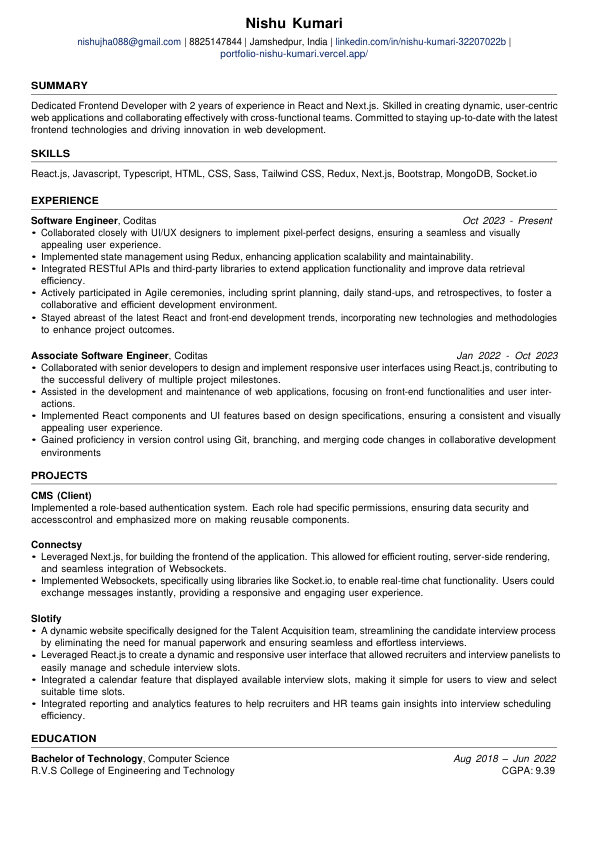 Nishu Kumari
nishujha088@gmail.com | 8825147844 | Jamshedpur, India | linkedin.com/in/nishu-kumari-32207022b |
portfolio-nishu-kumari.vercel.app/
SUMMARY
Dedicated Frontend Developer with 2 years of experience in React and Next.js. Skilled in creating dynamic, user-centric
web applications and collaborating effectively with cross-functional teams. Committed to staying up-to-date with the latest
frontend technologies and driving innovation in web development.
SKILLS
React.js, Javascript, Typescript, HTML, CSS, Sass, Tailwind CSS, Redux, Next.js, Bootstrap, MongoDB, Socket.io
EXPERIENCE
Software Engineer, Coditas Oct 2023 - Present
• Collaborated closely with UI/UX designers to implement pixel-perfect designs, ensuring a seamless and visually
appealing user experience.
• Implemented state management using Redux, enhancing application scalability and maintainability.
• Integrated RESTful APIs and third-party libraries to extend application functionality and improve data retrieval
efficiency.
• Actively participated in Agile ceremonies, including sprint planning, daily stand-ups, and retrospectives, to foster a
collaborative and efficient development environment.
• Stayed abreast of the latest React and front-end development trends, incorporating new technologies and methodologies
to enhance project outcomes.
Associate Software Engineer, Coditas Jan 2022 - Oct 2023
• Collaborated with senior developers to design and implement responsive user interfaces using React.js, contributing to
the successful delivery of multiple project milestones.
• Assisted in the development and maintenance of web applications, focusing on front-end functionalities and user inter-
actions.
• Implemented React components and UI features based on design specifications, ensuring a consistent and visually
appealing user experience.
• Gained proficiency in version control using Git, branching, and merging code changes in collaborative development
environments
PROJECTS
CMS (Client)
Implemented a role-based authentication system. Each role had specific permissions, ensuring data security and
accesscontrol and emphasized more on making reusable components.
Connectsy
• Leveraged Next.js, for building the frontend of the application. This allowed for efficient routing, server-side rendering,
and seamless integration of Websockets.
• Implemented Websockets, specifically using libraries like Socket.io, to enable real-time chat functionality. Users could
exchange messages instantly, providing a responsive and engaging user experience.
Slotify
• A dynamic website specifically designed for the Talent Acquisition team, streamlining the candidate interview process
by eliminating the need for manual paperwork and ensuring seamless and effortless interviews.
• Leveraged React.js to create a dynamic and responsive user interface that allowed recruiters and interview panelists to
easily manage and schedule interview slots.
• Integrated a calendar feature that displayed available interview slots, making it simple for users to view and select
suitable time slots.
• Integrated reporting and analytics features to help recruiters and HR teams gain insights into interview scheduling
efficiency.
EDUCATION
Bachelor of Technology, Computer Science Aug 2018 – Jun 2022
R.V.S College of Engineering and Technology CGPA: 9.39